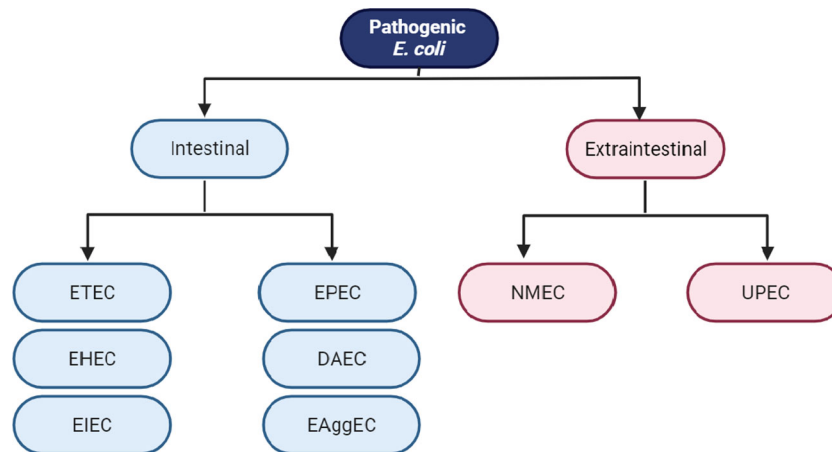 Pathogenic
E. coli
Intestinal
Extraintestinal
ETEC
EPEC
NMEC
UPEC
EHEC
DAEC
EIEC
EAggEC